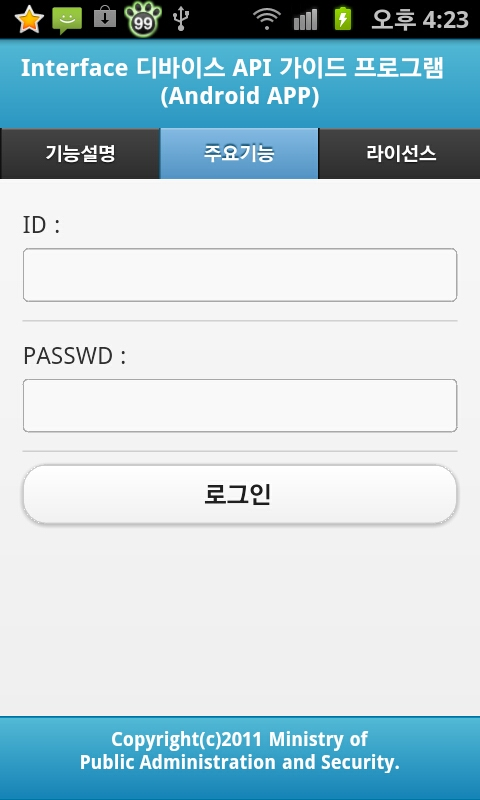 99
오후 4:23
Interface 디바이스 API 가이드 프로그램
(Android APP)
기능설명
주요기능
라이선스
ID :
PASSWD :
로그인
Copyright(c)2011 Ministry of
Public Administration and Security.